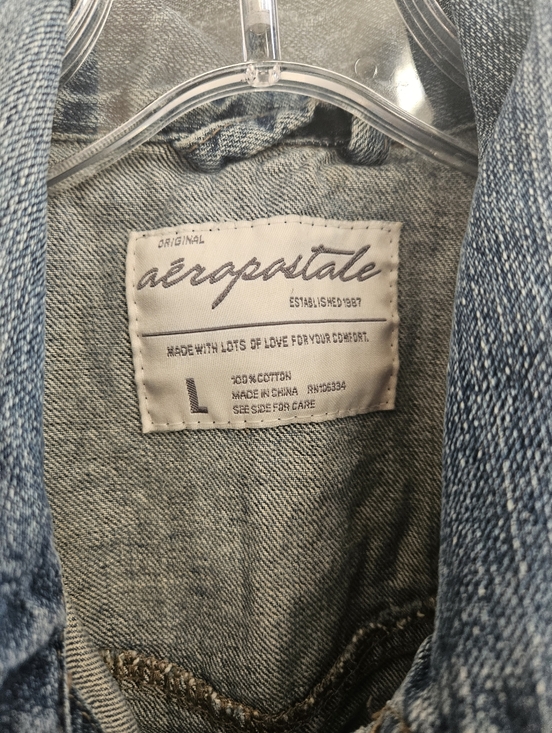 ORIGINAL
aéropostale
ESTABLISHED 1987
MADE WITH LOTS OF LOVE FOR YOUR COMFORT.
L
100% COTTON
MADE IN CHINA RN106334
SEE SIDE FOR CARE